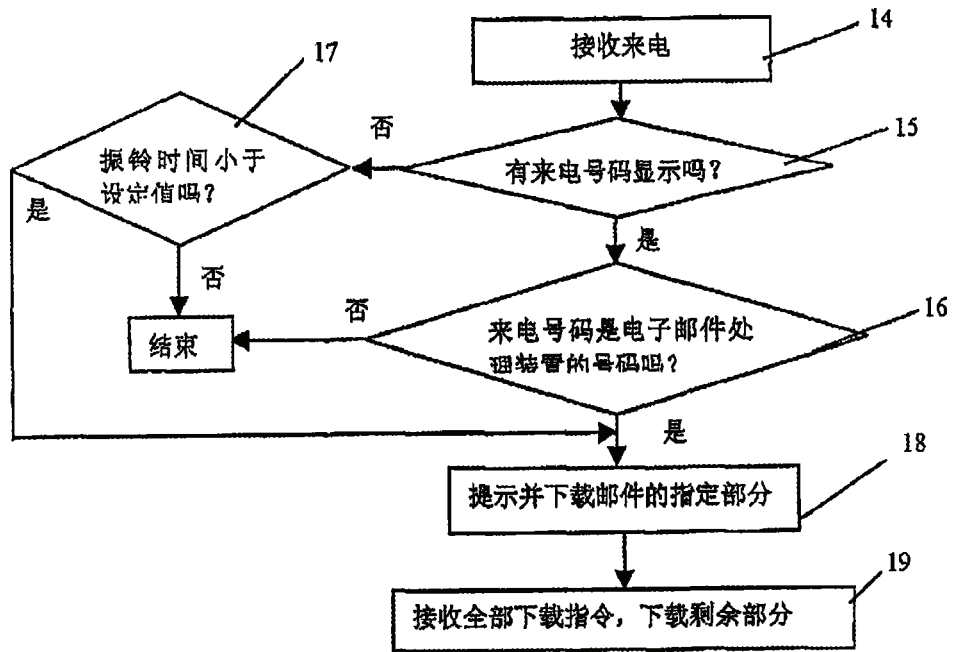 14
接收来电
17
否
15
振铃时间小于
设定值吗？
有来电号码显示吗？
是
是
否
否
16
结束
来电号码是电子邮件处
理装置的号码吗？
是
18
提示并下载邮件的指定部分
19
接收全部下载指令，下载剩余部分